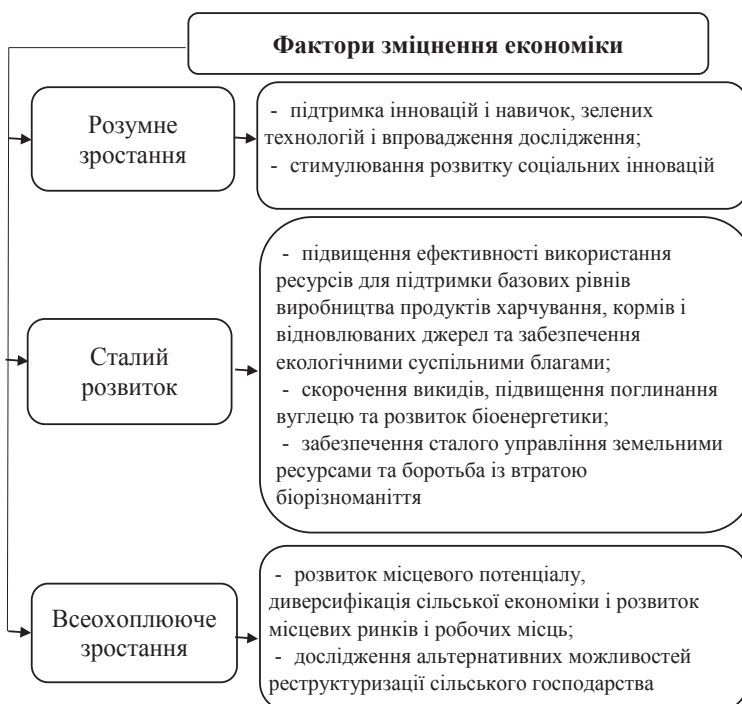 Фактори зміцнення економіки
Розумне
зростання
- підтримка інновацій і навичок, зелених
технологій і впровадження дослідження;
- стимулювання розвитку соціальних інновацій
Сталий
розвиток
- підвищення ефективності використання
ресурсів для підтримки базових рівнів
виробництва продуктів харчування, кормів і
відновлюваних джерел та забезпечення
екологічними суспільними благами;
- скорочення викидів, підвищення поглинання
вуглецю та розвиток біоенергетики;
- забезпечення сталого управління земельними
ресурсами та боротьба із втратою
біорізноманіття
Всеохоплююче
зростання
- розвиток місцевого потенціалу,
диверсифікація сільської економіки і розвиток
місцевих ринків і робочих місць;
- дослідження альтернативних можливостей
реструктуризації сільського господарства